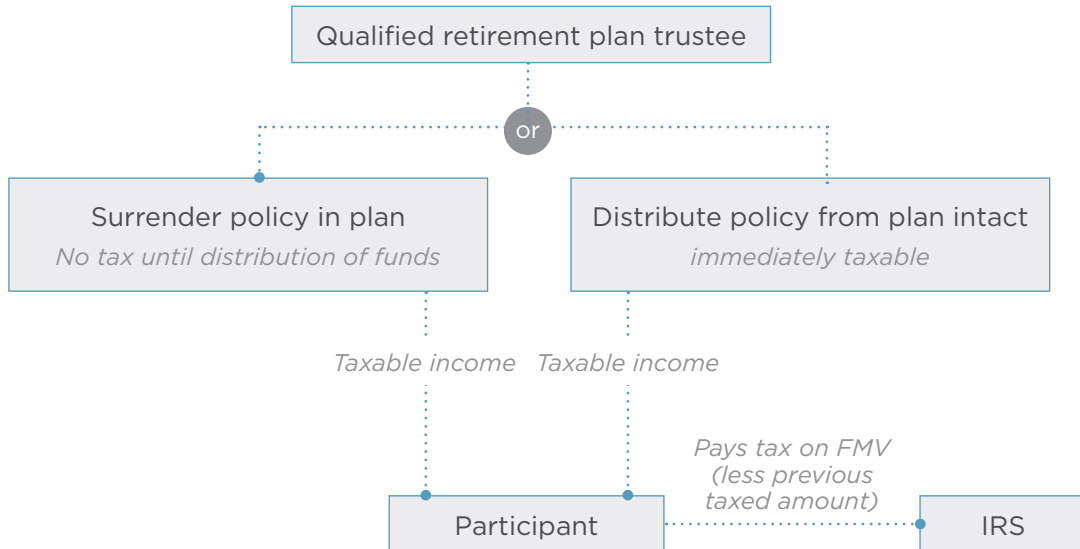 Qualified retirement plan trustee
or
Surrender policy in plan
No tax until distribution of funds
Distribute policy from plan intact
immediately taxable
Taxable income
Taxable income
Pays tax on FMV
(less previous
taxed amount)
Participant
IRS